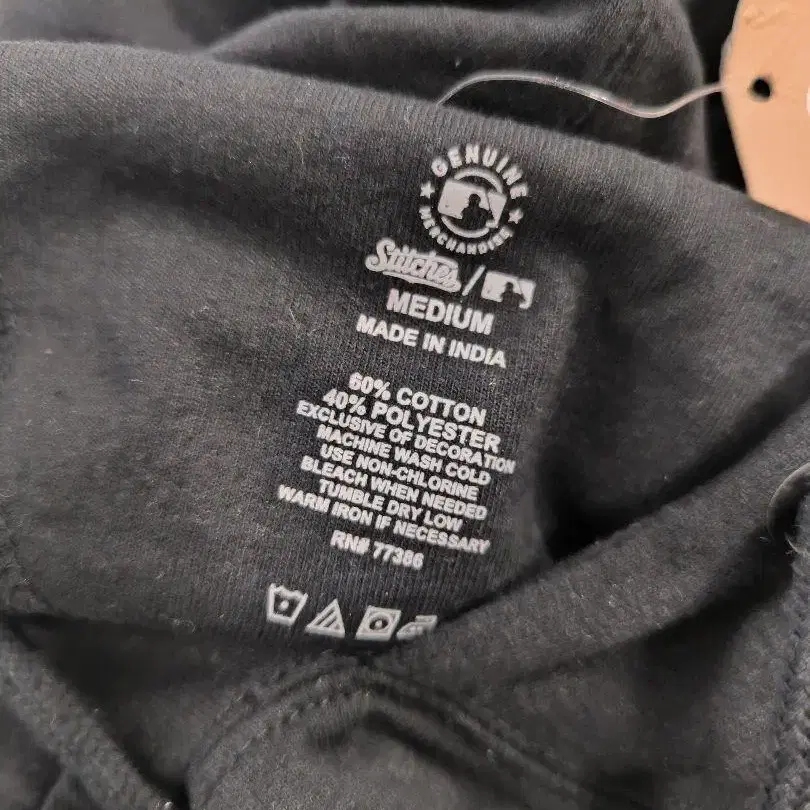 GENUINE
MERCHANDISE
Stitches /
MEDIUM
MADE IN INDIA
60% COTTON
40% POLYESTER
EXCLUSIVE OF DECORATION
MACHINE WASH COLD
USE NON-CHLORINE
BLEACH WHEN NEEDED
TUMBLE DRY LOW
WARM IRON IF NECESSARY
RN# 77366